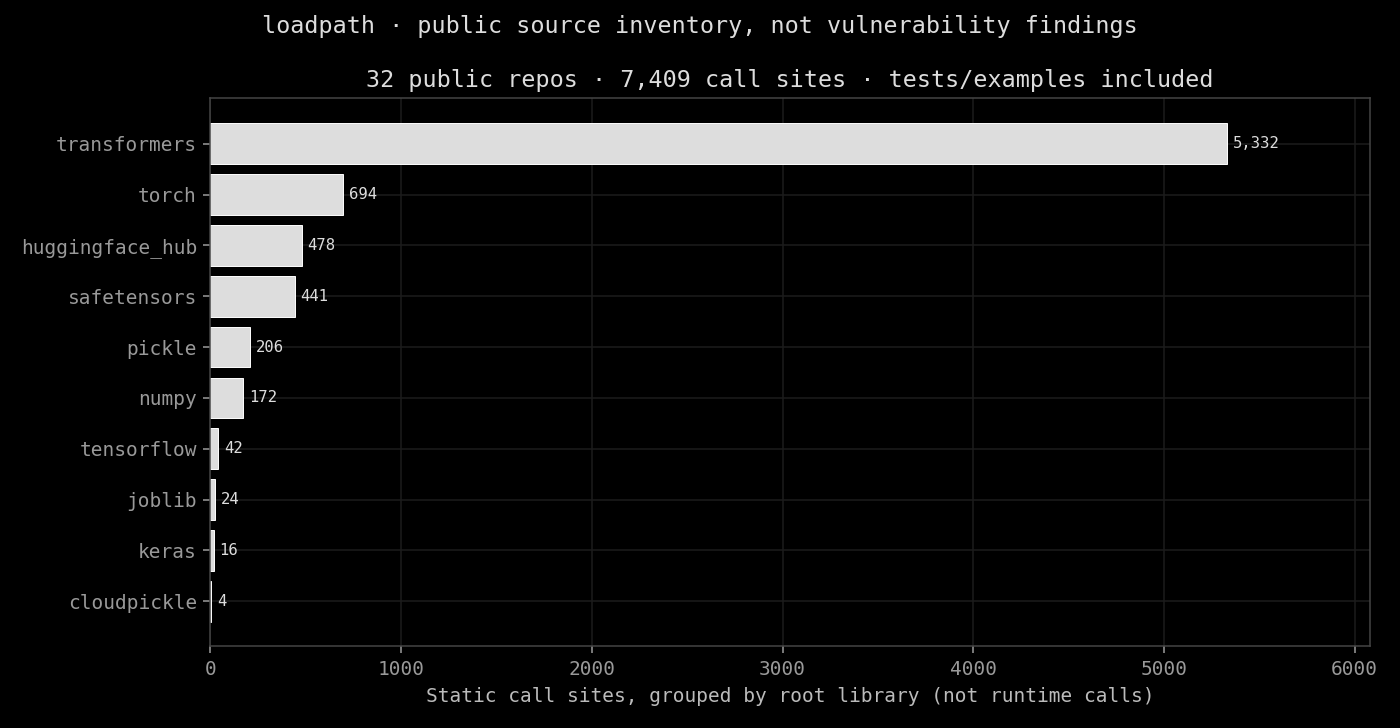 loadpath · public source inventory, not vulnerability findings
32 public repos · 7,409 call sites · tests/examples included
transformers 5,332
torch 694
huggingface_hub 478
safetensors 441
pickle 206
numpy 172
tensorflow 42
joblib 24
keras 16
cloudpickle 4
0 1000 2000 3000 4000 5000 6000
Static call sites, grouped by root library (not runtime calls)